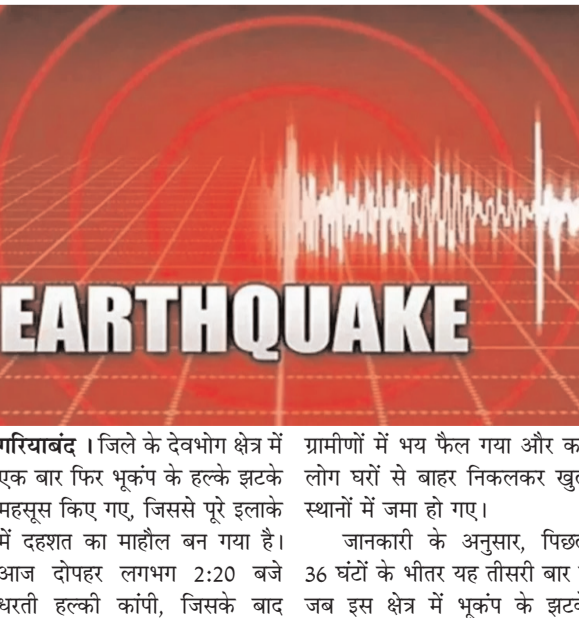 EARTHQUAKE
गरियाबंद । जिले के देवभोग क्षेत्र में
एक बार फिर भूकंप के हल्के झटके
महसूस किए गए, जिससे पूरे इलाके
में दहशत का माहौल बन गया है।
आज दोपहर लगभग 2:20 बजे
धरती हल्की कांपी, जिसके बाद
ग्रामीणों में भय फैल गया और
लोग घरों से बाहर निकलकर
स्थानों में जमा हो गए।
जानकारी के अनुसार,
36 घंटों के भीतर यह तीसरी बार
जब इस क्षेत्र में भूकंप के